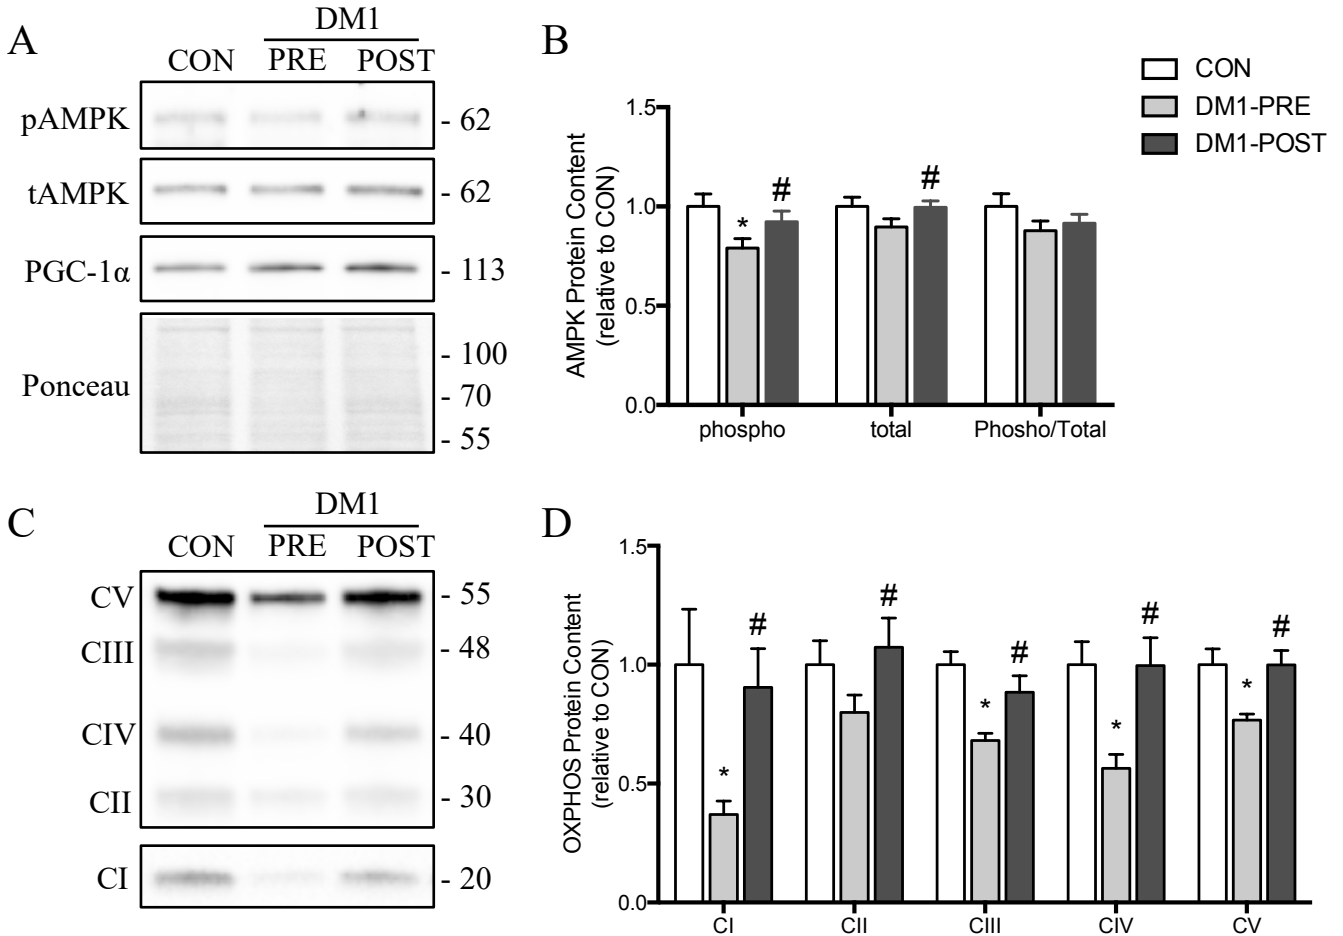 A
DM1
CON PRE POST
pAMPK - 62
tAMPK - 62
PGC-1α - 113
Ponceau
- 100
- 70
- 55
B
CON
DM1-PRE
DM1-POST
AMPK Protein Content
(relative to CON)
1.5
1.0
0.5
0.0
* # #
phospho total Phosho/Total
C
DM1
CON PRE POST
CV - 55
CIII - 48
CIV - 40
CII - 30
CI - 20
D
OXPHOS Protein Content
(relative to CON)
1.5
1.0
0.5
0.0
* # # * # * # * #
CI CII CIII CIV CV